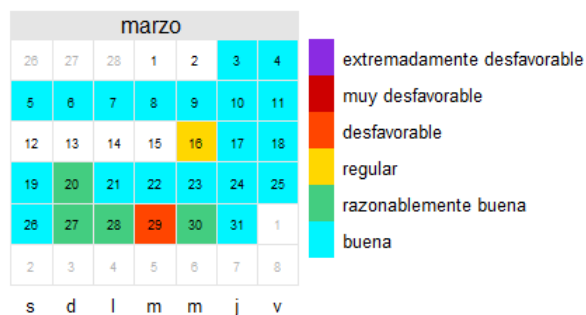 marzo
26 27 28 1 2 3 4
5 6 7 8 9 10 11
12 13 14 15 16 17 18
19 20 21 22 23 24 25
26 27 28 29 30 31 1
2 3 4 5 6 7 8
s d l m m j v
extremadamente desfavorable
muy desfavorable
desfavorable
regular
razonablemente buena
buena